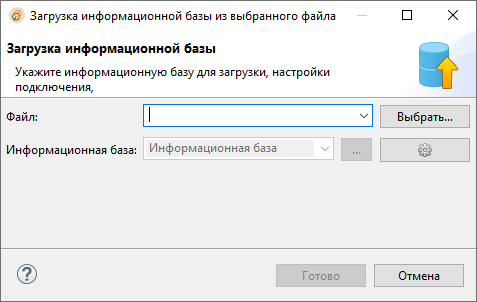 Загрузка информационной базы из выбранного файла
Загрузка информационной базы
Укажите информационную базу для загрузки, настройки
подключения,
Файл:
Выбрать...
Информационная база:
Информационная база
...
?
Готово
Отмена